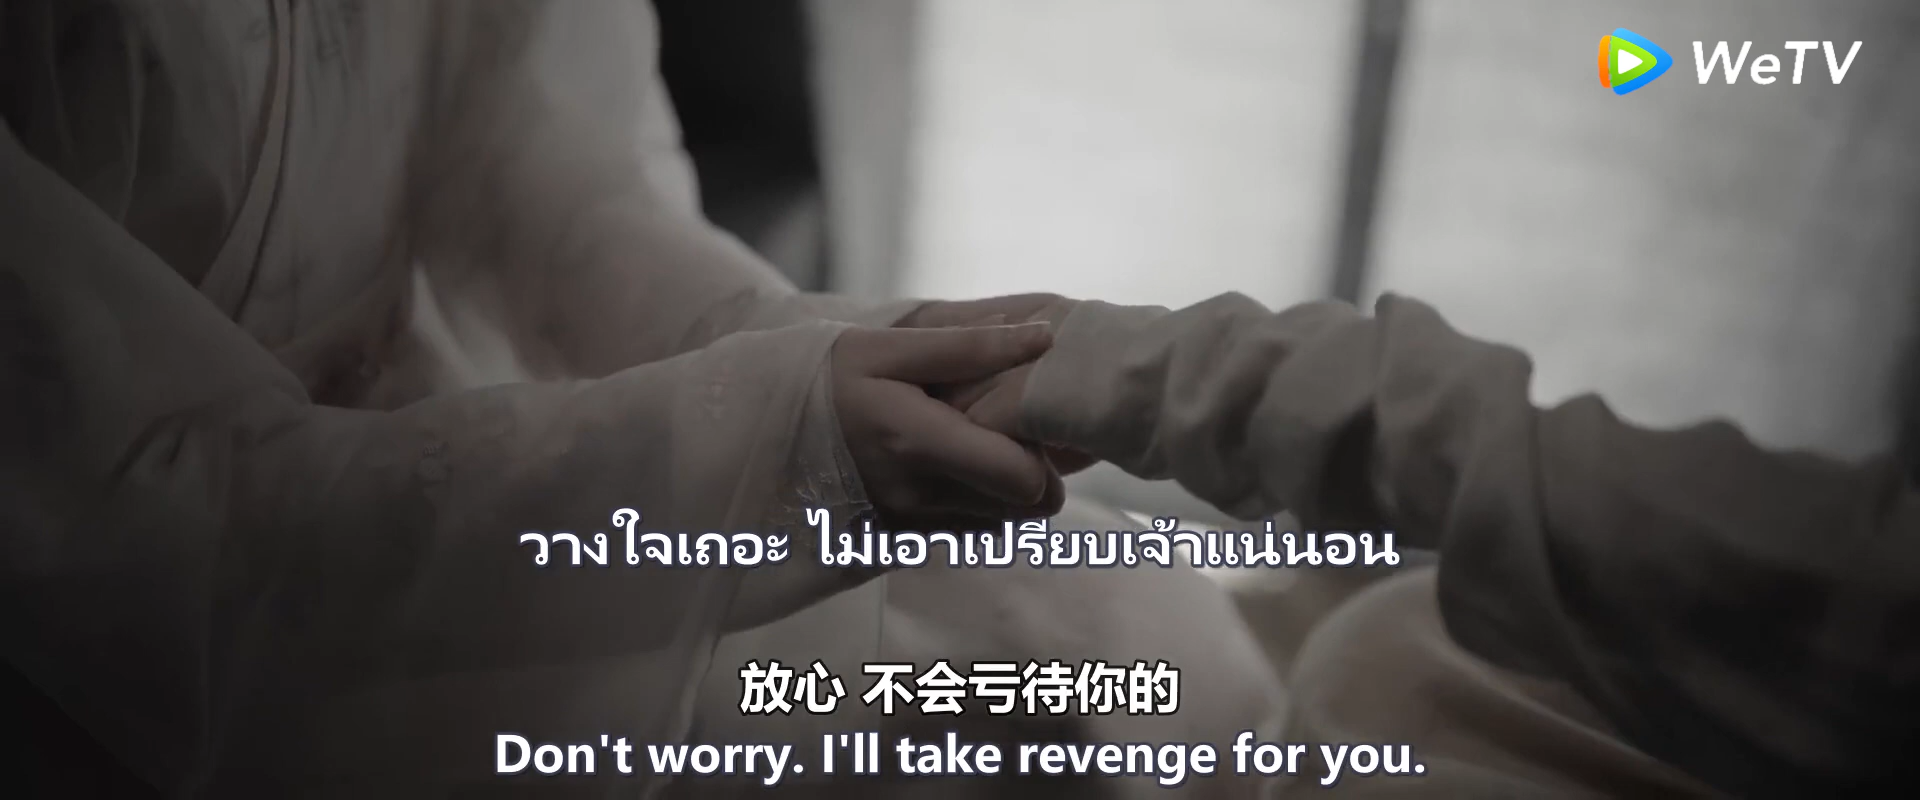 WeTV
วางใจเถอะ ไม่เอาเปรียบเจ้าแน่นอน
放心 不会亏待你的
Don't worry. I'll take revenge for you.